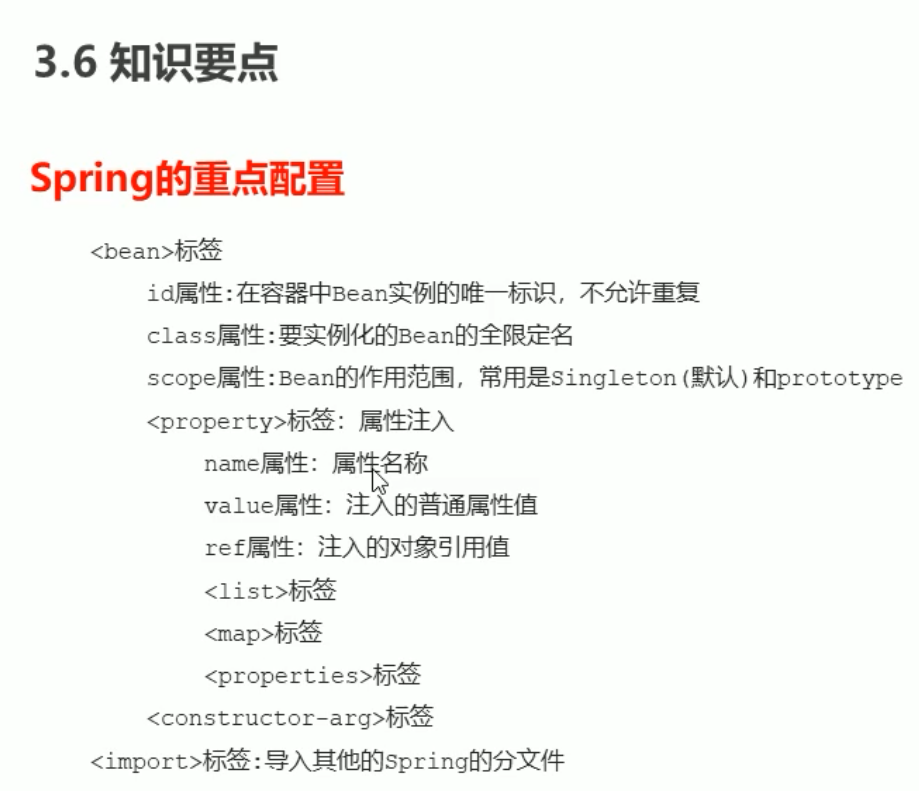 3.6 知识要点
Spring的重点配置
<bean>标签
id属性:在容器中Bean实例的唯一标识，不允许重复
class属性:要实例化的Bean的全限定名
scope属性:Bean的作用范围，常用是Singleton(默认)和prototype
<property>标签：属性注入
name属性：属性名称
value属性：注入的普通属性值
ref属性：注入的对象引用值
<list>标签
<map>标签
<properties>标签
<constructor-arg>标签
<import>标签:导入其他的Spring的分文件